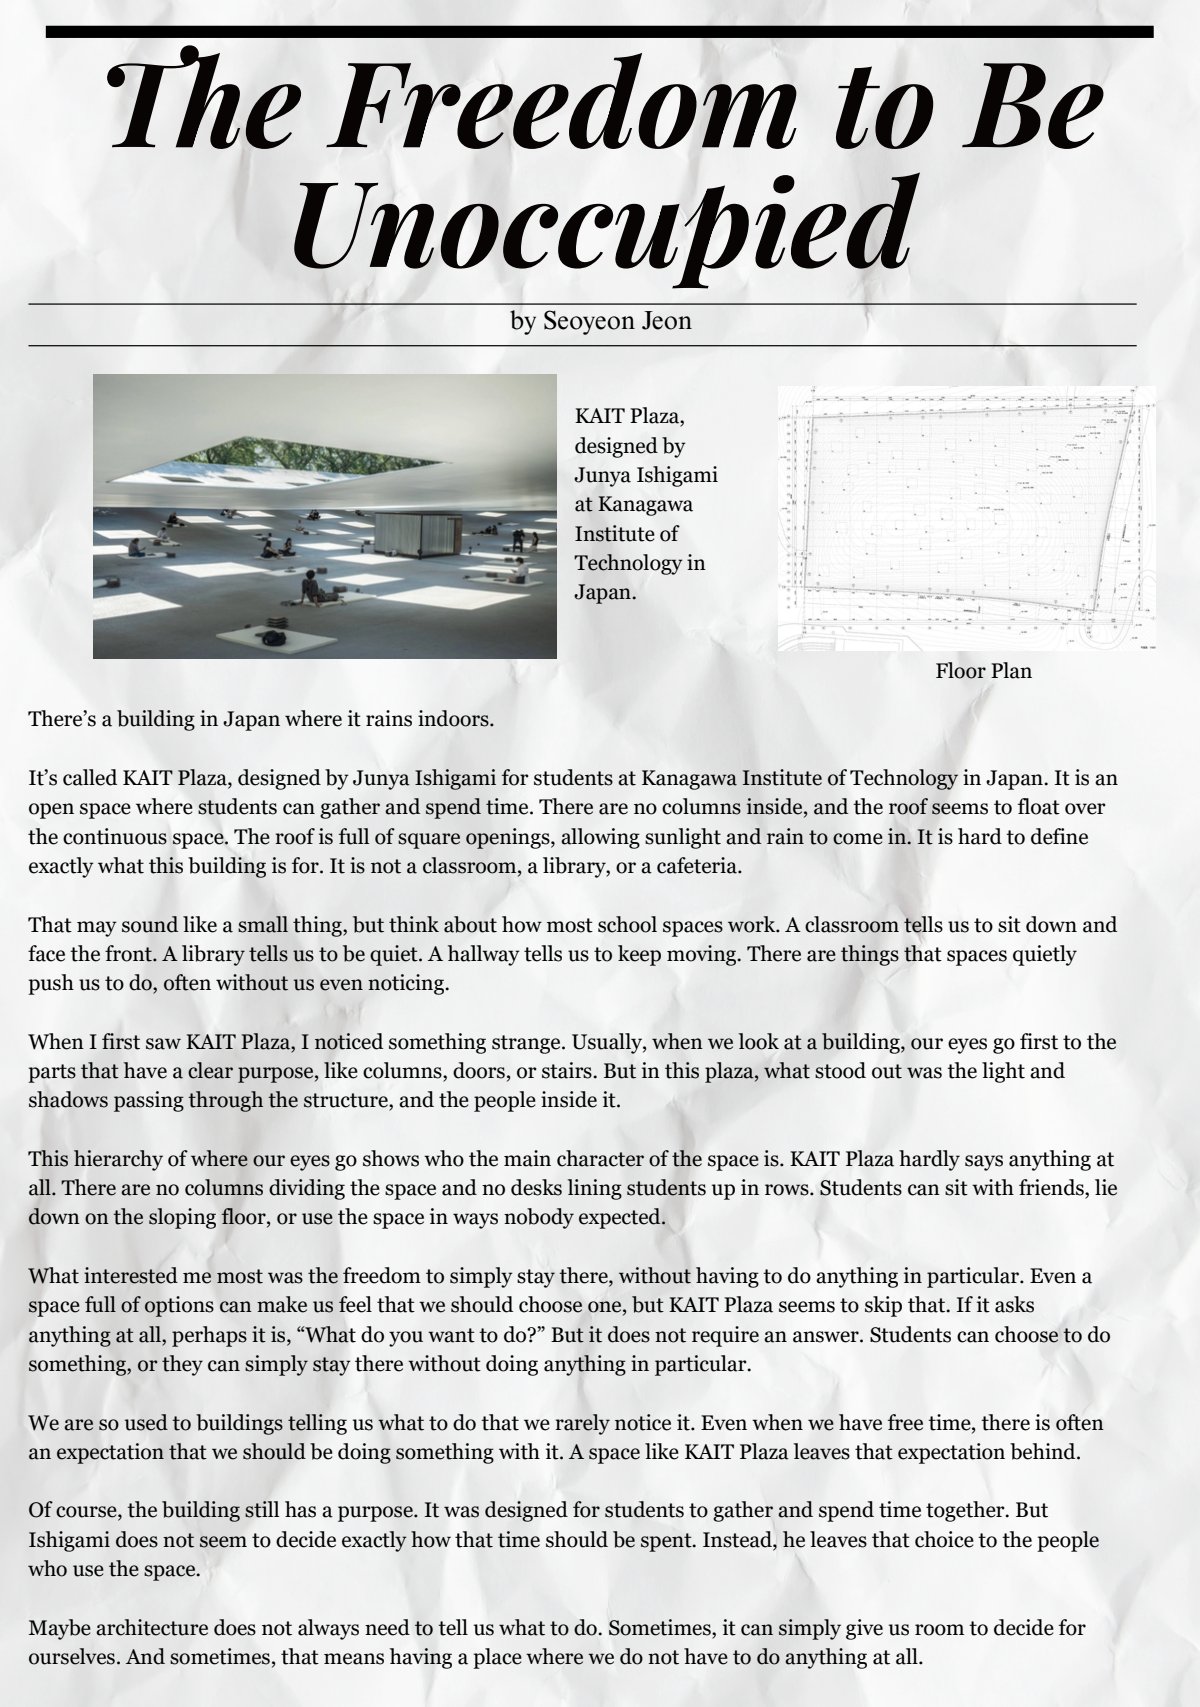 The Freedom to Be
Unoccupied
by Seoyeon Jeon
KAIT Plaza,
designed by
Junya Ishigami
at Kanagawa
Institute of
Technology in
Japan.
Floor Plan
There’s a building in Japan where it rains indoors.
It’s called KAIT Plaza, designed by Junya Ishigami for students at Kanagawa Institute of Technology in Japan. It is an
open space where students can gather and spend time. There are no columns inside, and the roof seems to float over
the continuous space. The roof is full of square openings, allowing sunlight and rain to come in. It is hard to define
exactly what this building is for. It is not a classroom, a library, or a cafeteria.
That may sound like a small thing, but think about how most school spaces work. A classroom tells us to sit down and
face the front. A library tells us to be quiet. A hallway tells us to keep moving. There are things that spaces quietly
push us to do, often without us even noticing.
When I first saw KAIT Plaza, I noticed something strange. Usually, when we look at a building, our eyes go first to the
parts that have a clear purpose, like columns, doors, or stairs. But in this plaza, what stood out was the light and
shadows passing through the structure, and the people inside it.
This hierarchy of where our eyes go shows who the main character of the space is. KAIT Plaza hardly says anything at
all. There are no columns dividing the space and no desks lining students up in rows. Students can sit with friends, lie
down on the sloping floor, or use the space in ways nobody expected.
What interested me most was the freedom to simply stay there, without having to do anything in particular. Even a
space full of options can make us feel that we should choose one, but KAIT Plaza seems to skip that. If it asks
anything at all, perhaps it is, “What do you want to do?” But it does not require an answer. Students can choose to do
something, or they can simply stay there without doing anything in particular.
We are so used to buildings telling us what to do that we rarely notice it. Even when we have free time, there is often
an expectation that we should be doing something with it. A space like KAIT Plaza leaves that expectation behind.
Of course, the building still has a purpose. It was designed for students to gather and spend time together. But
Ishigami does not seem to decide exactly how that time should be spent. Instead, he leaves that choice to the people
who use the space.
Maybe architecture does not always need to tell us what to do. Sometimes, it can simply give us room to decide for
ourselves. And sometimes, that means having a place where we do not have to do anything at all.